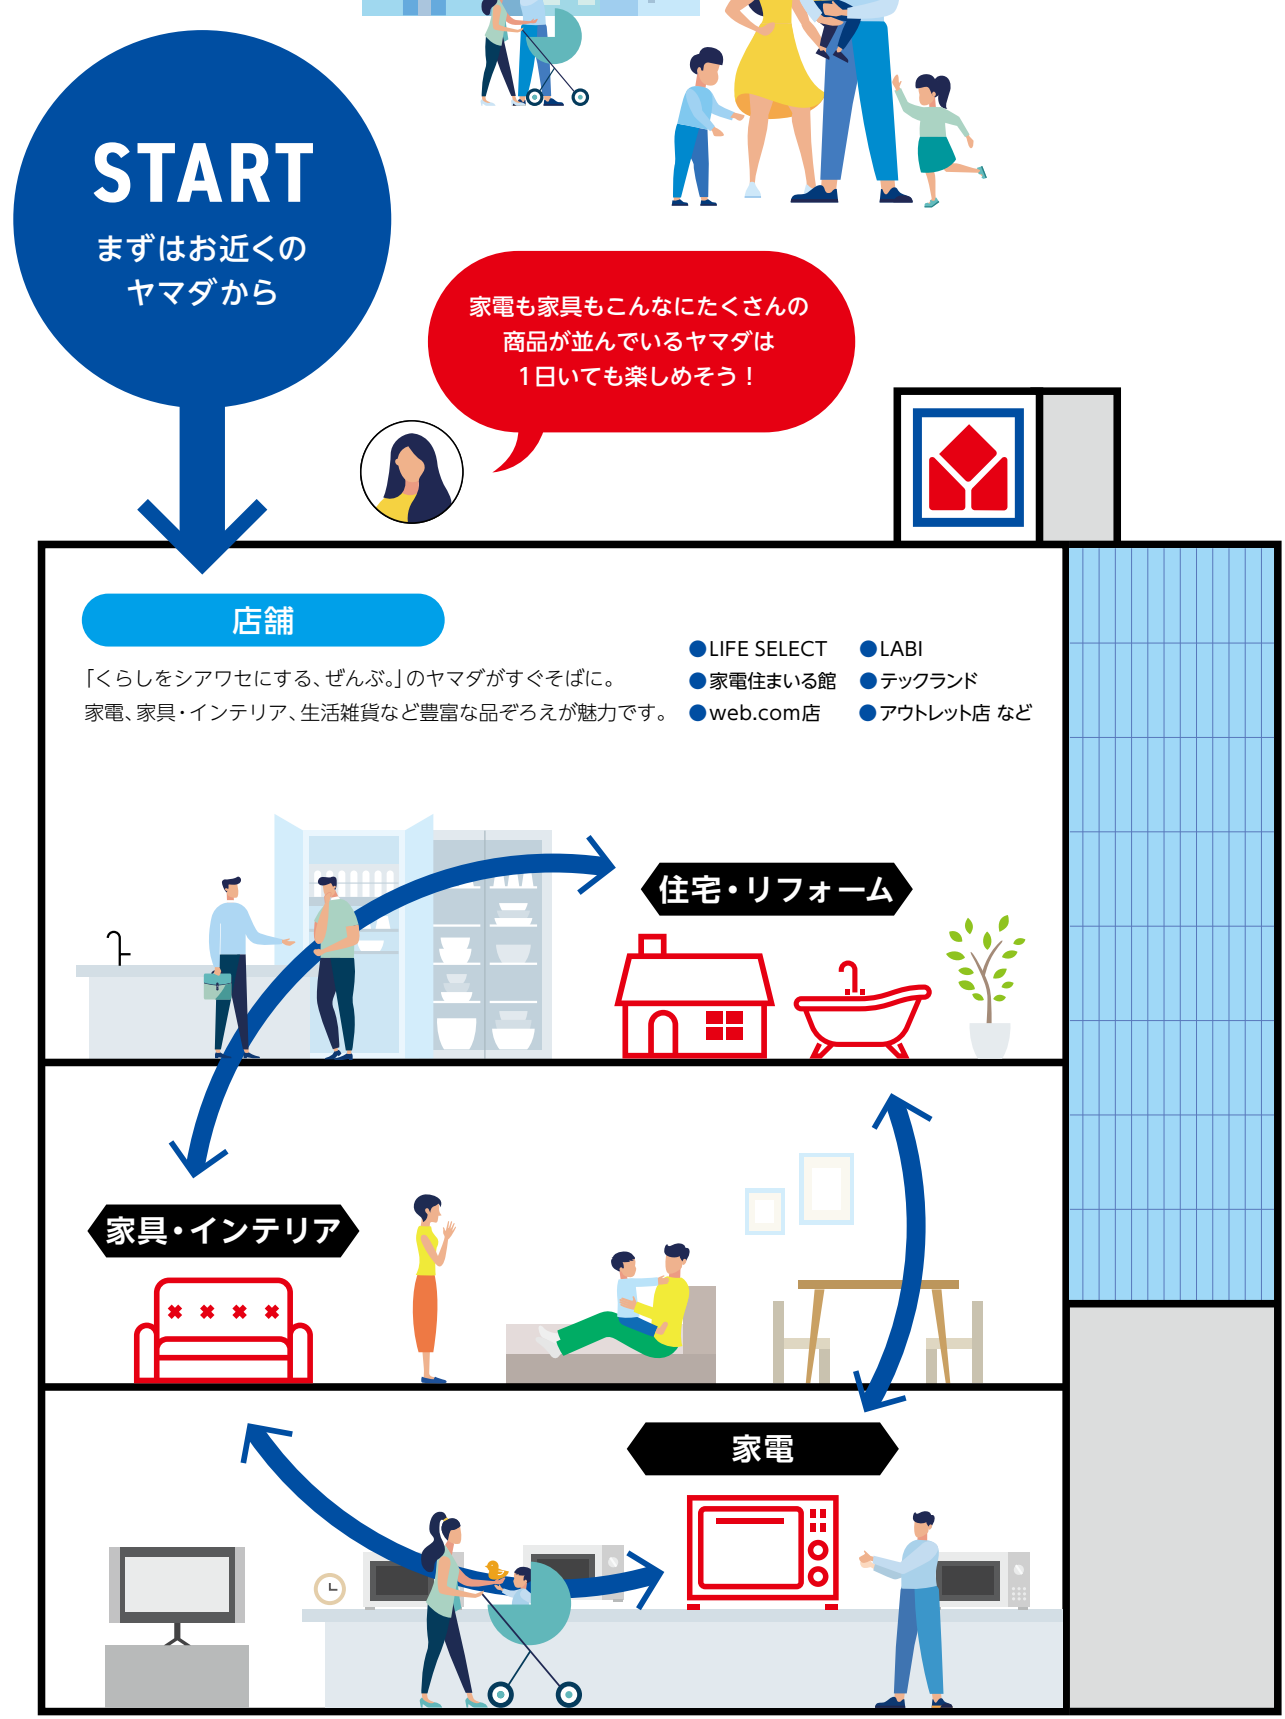 START
まずはお近くの
ヤマダから
家電も家具もこんなにたくさんの
商品が並んでいるヤマダは
1日いても楽しめそう！
店舗
「くらしをシアワセにする、ぜんぶ。」のヤマダがすぐそばに。
家電、家具・インテリア、生活雑貨など豊富な品ぞろえが魅力です。
●LIFE SELECT ●LABI
●家電住まいる館 ●テックランド
●web.com店 ●アウトレット店 など
住宅・リフォーム
家具・インテリア
家電